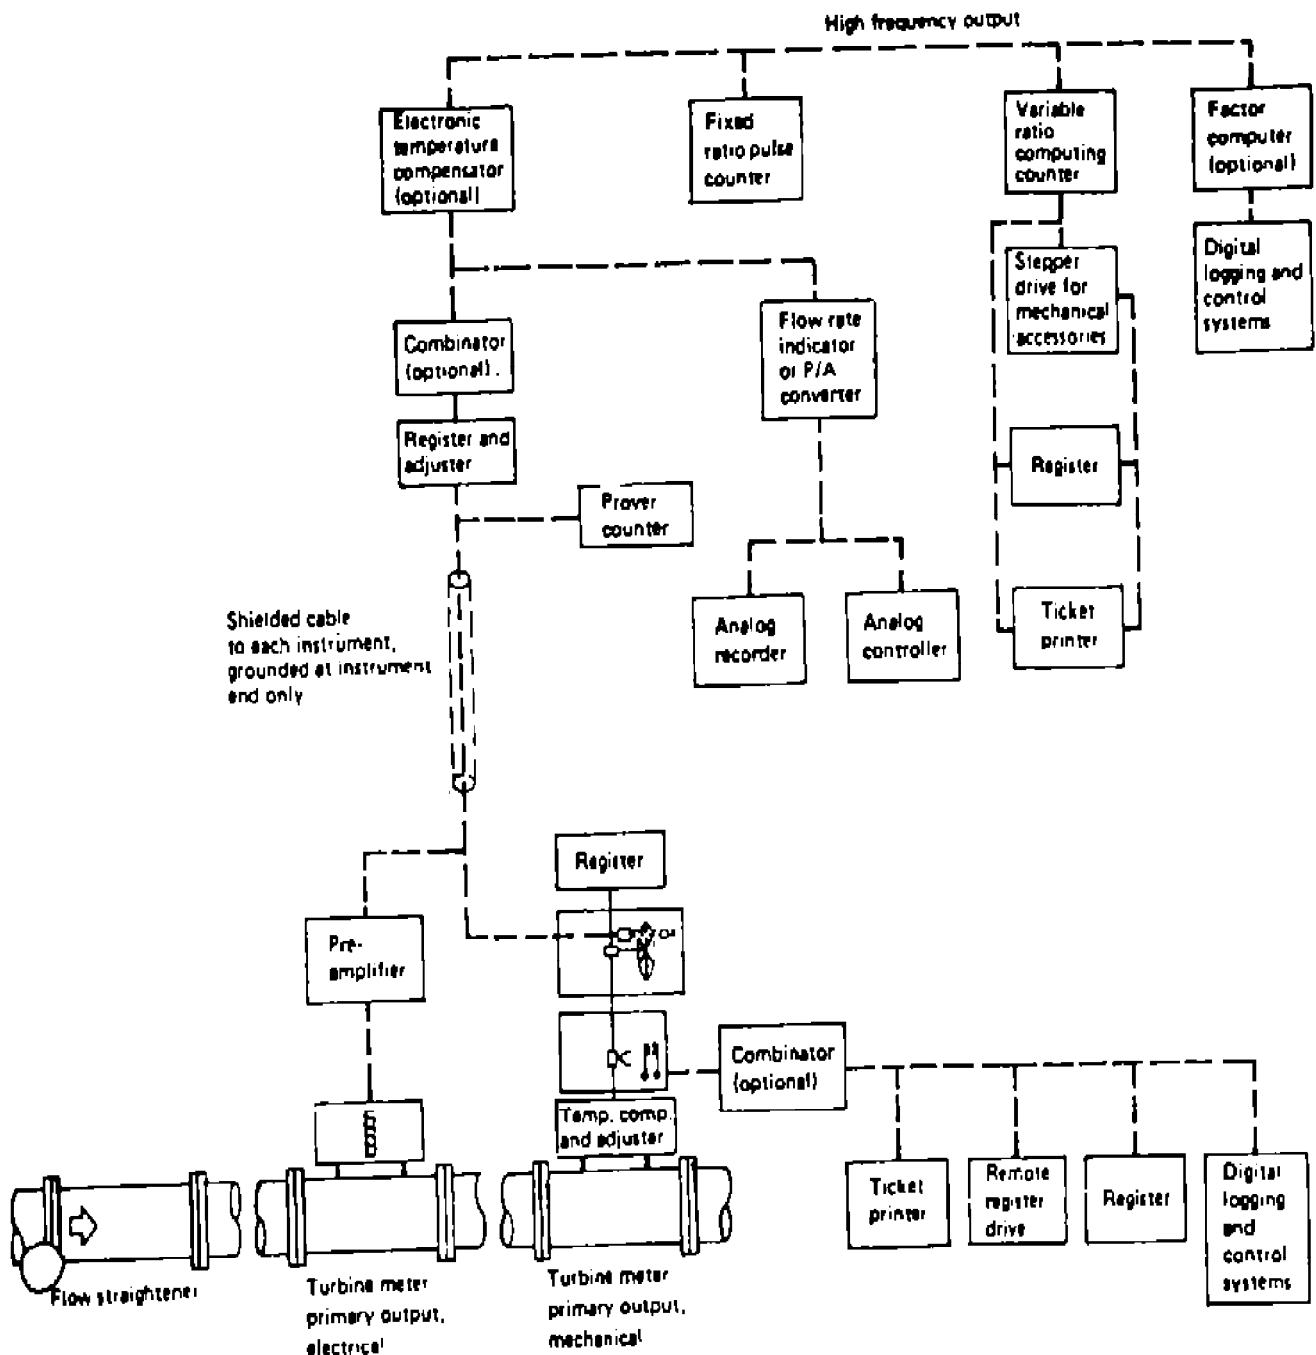 High frequency output
Electronic
temperature
compensator
(optional)
Fixed
ratio pulse
counter
Variable
ratio
computing
counter
Factor
computer
(optional)
Stepper
drive for
mechanical
accessories
Digital
logging and
control
systems
Combinator
(optional).
Flow rate
indicator
or P/A
converter
Register and
adjuster
Register
Prover
counter
Shielded cable
to each instrument,
grounded at instrument
end only
Analog
recorder
Analog
controller
Ticket
printer
Register
Pre-
amplifier
Combinator
(optional)
Temp. comp.
and adjuster
Ticket
printer
Remote
register
drive
Register
Digital
logging
and
control
systems
Flow straightener
Turbine meter
primary output,
electrical
Turbine meter
primary output,
mechanical